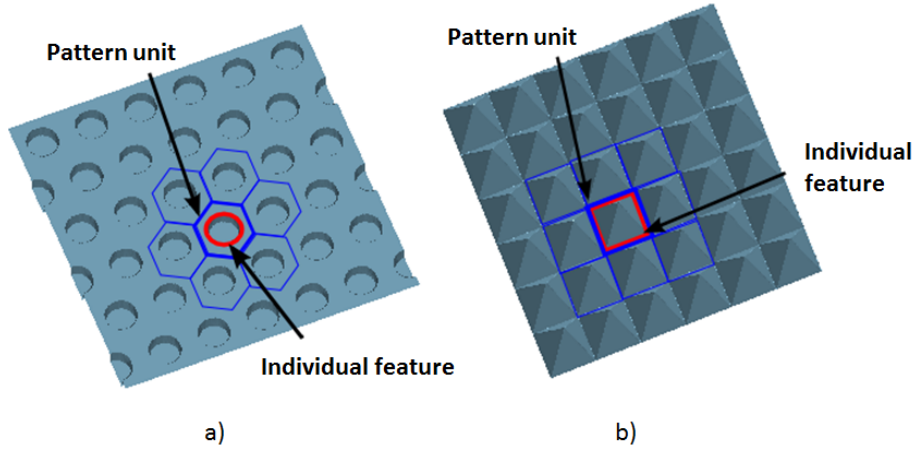 Pattern unit
Individual feature
a)
Pattern unit
Individual
feature
b)